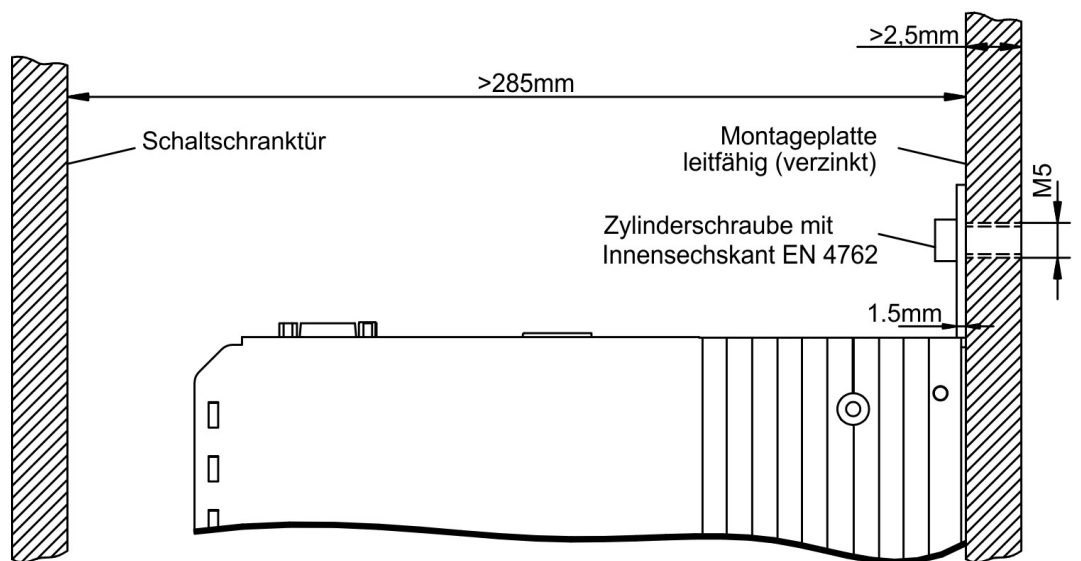 >2,5mm
>285mm
Schaltschranktür
Montageplatte
leitfähig (verzinkt)
M5
Zylinderschraube mit
Innensechskant EN 4762
1.5mm